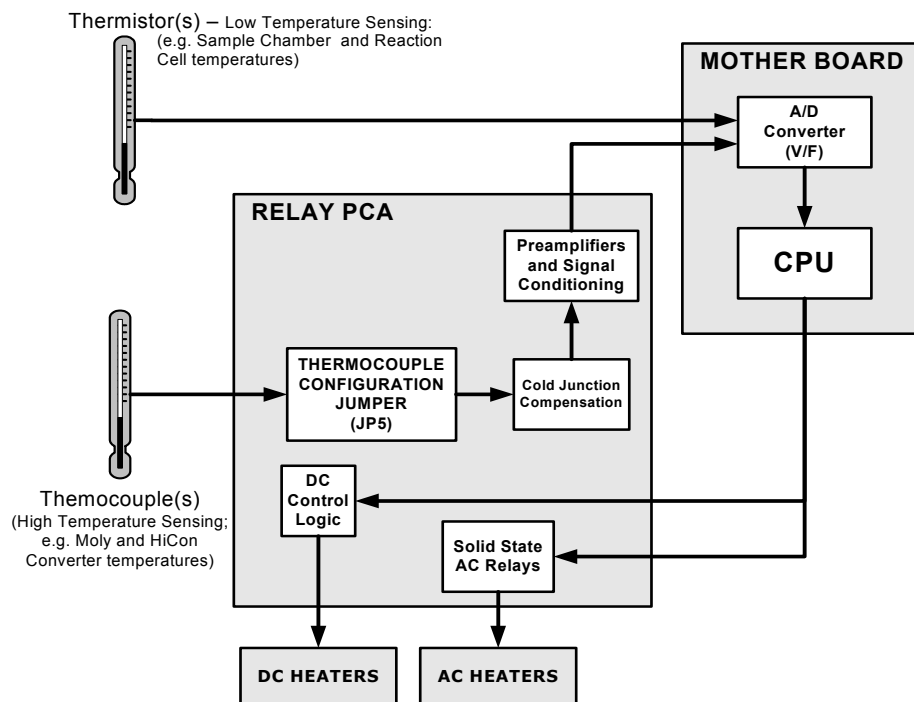 Thermistor(s) – Low Temperature Sensing:
(e.g. Sample Chamber and Reaction
Cell temperatures)
MOTHER BOARD
A/D
Converter
(V/F)
CPU
RELAY PCA
Preamplifiers
and Signal
Conditioning
THERMOCOUPLE
CONFIGURATION
JUMPER
(JP5)
Cold Junction
Compensation
Themocouple(s)
(High Temperature Sensing;
e.g. Moly and HiCon
Converter temperatures)
DC
Control
Logic
Solid State
AC Relays
DC HEATERS
AC HEATERS